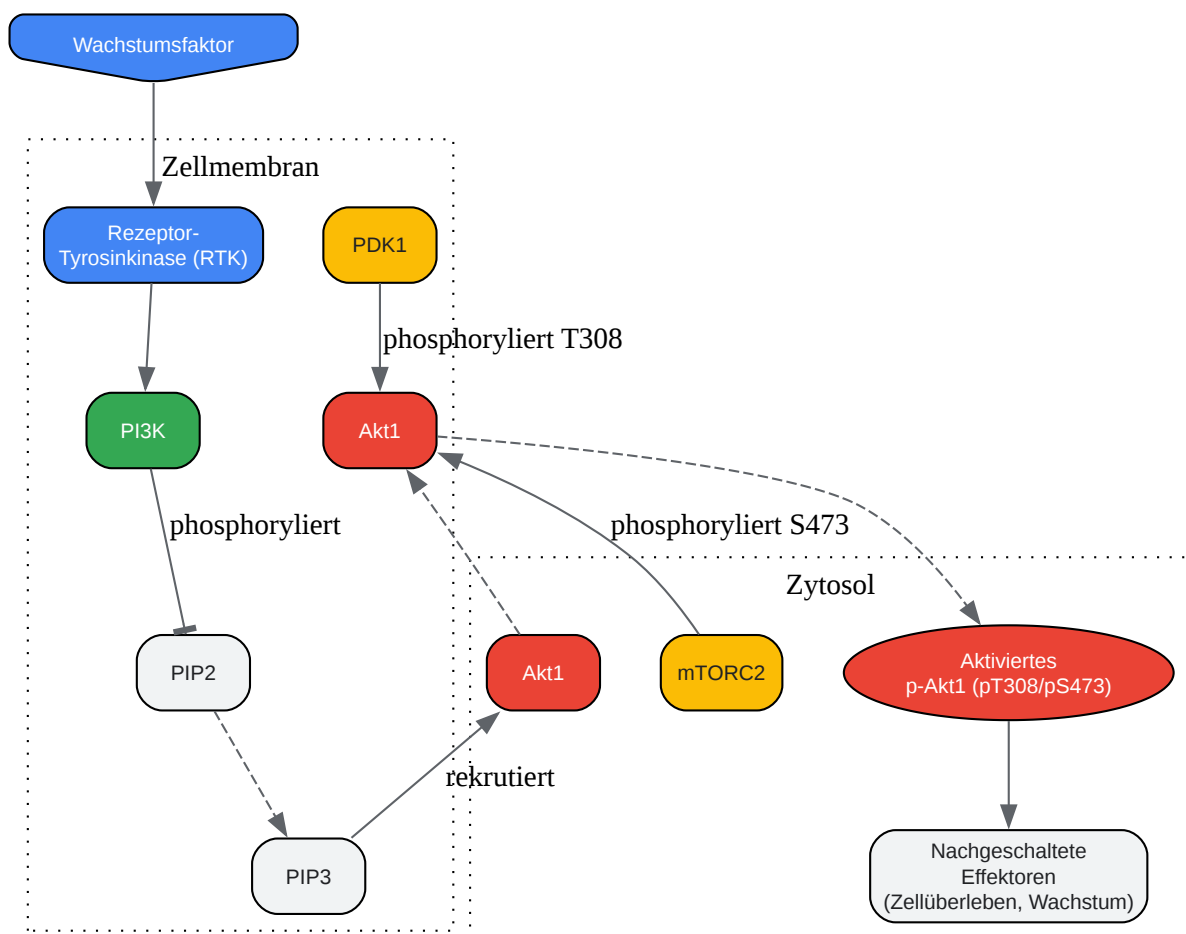 Wachstumsfaktor
Zellmembran
Rezeptor-
Tyrosinkinase (RTK)
PDK1
phosphoryliert T308
PI3K
Akt1
phosphoryliert
phosphoryliert S473
Zytosol
PIP2
Akt1
mTORC2
Aktiviertes
p-Akt1 (pT308/pS473)
rekrutiert
PIP3
Nachgeschaltete
Effektoren
(Zellüberleben, Wachstum)